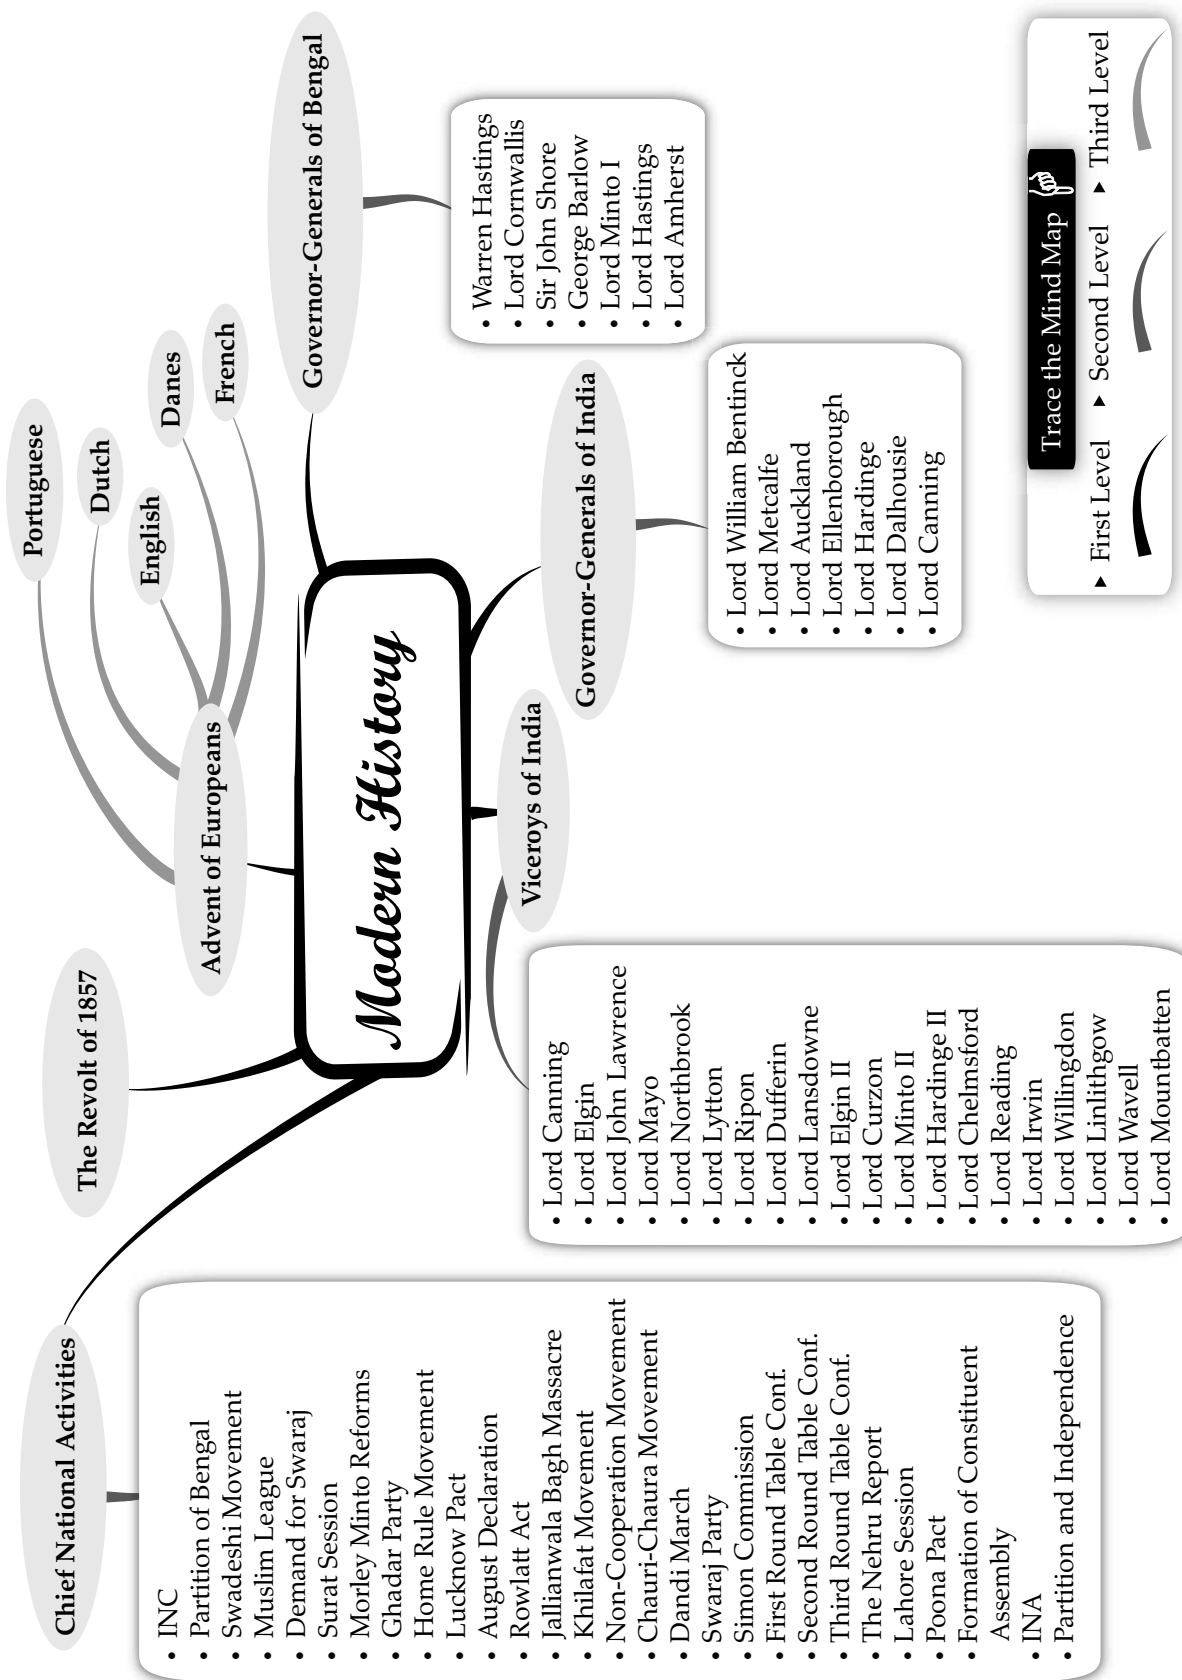 Modern History
Chief National Activities
• INC
• Partition of Bengal
• Swadeshi Movement
• Muslim League
• Demand for Swaraj
• Surat Session
• Morley Minto Reforms
• Ghadar Party
• Home Rule Movement
• Lucknow Pact
• August Declaration
• Rowlatt Act
• Jallianwala Bagh Massacre
• Khilafat Movement
• Non-Cooperation Movement
• Chauri-Chaura Movement
• Dandi March
• Swaraj Party
• Simon Commission
• First Round Table Conf.
• Second Round Table Conf.
• Third Round Table Conf.
• The Nehru Report
• Lahore Session
• Poona Pact
• Formation of Constituent
Assembly
• INA
• Partition and Independence
The Revolt of 1857
Advent of Europeans
Portuguese
Dutch
English
Danes
French
Governor-Generals of Bengal
• Warren Hastings
• Lord Cornwallis
• Sir John Shore
• George Barlow
• Lord Minto I
• Lord Hastings
• Lord Amherst
Governor-Generals of India
• Lord William Bentinck
• Lord Metcalfe
• Lord Auckland
• Lord Ellenborough
• Lord Hardinge
• Lord Dalhousie
• Lord Canning
Viceroys of India
• Lord Canning
• Lord Elgin
• Lord John Lawrence
• Lord Mayo
• Lord Northbrook
• Lord Lytton
• Lord Ripon
• Lord Dufferin
• Lord Lansdowne
• Lord Elgin II
• Lord Curzon
• Lord Minto II
• Lord Hardinge II
• Lord Chelmsford
• Lord Reading
• Lord Irwin
• Lord Willingdon
• Lord Linlithgow
• Lord Wavell
• Lord Mountbatten
Trace the Mind Map
First Level
Second Level
Third Level